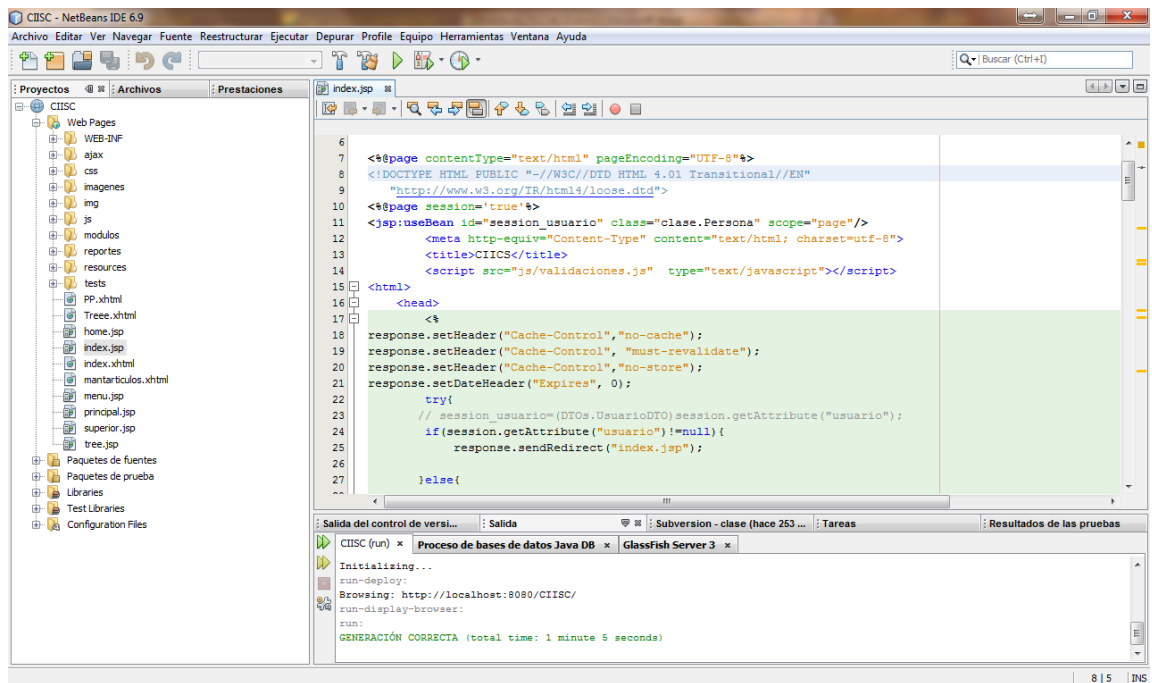 CIISC - NetBeans IDE 6.9
Archivo Editar Ver Navegar Fuente Reestructurar Ejecutar Depurar Profile Equipo Herramientas Ventana Ayuda
Buscar (Ctrl+I)
Proyectos Archivos Prestaciones
CIISC
Web Pages
WEB-INF
ajax
css
imagenes
img
js
modulos
reportes
resources
tests
PP.xhtml
Treee.xhtml
home.jsp
index.jsp
index.xhtml
mantarticulos.xhtml
menu.jsp
principal.jsp
superior.jsp
tree.jsp
Paquetes de fuentes
Paquetes de prueba
Libraries
Test Libraries
Configuration Files
index.jsp
6
7 <%@page contentType="text/html" pageEncoding="UTF-8"%>
8 <!DOCTYPE HTML PUBLIC "-//W3C//DTD HTML 4.01 Transitional//EN"
9 "http://www.w3.org/TR/html4/loose.dtd">
10 <%@page session='true'%>
11 <jsp:useBean id="session_usuario" class="clase.Persona" scope="page"/>
12 <meta http-equiv="Content-Type" content="text/html; charset=utf-8">
13 <title>CIICS</title>
14 <script src="js/validaciones.js" type="text/javascript"></script>
15 <html>
16 <head>
17 <%
18 response.setHeader("Cache-Control","no-cache");
19 response.setHeader("Cache-Control", "must-revalidate");
20 response.setHeader("Cache-Control","no-store");
21 response.setDateHeader("Expires", 0);
22 try{
23 // session_usuario=(DTOs.UsuarioDTO)session.getAttribute("usuario");
24 if(session.getAttribute("usuario")!=null){
25 response.sendRedirect("index.jsp");
26
27 }else{
Salida del control de versi... Salida Subversion - clase (hace 253 ... Tareas Resultados de las pruebas
CIISC (run) Proceso de bases de datos Java DB GlassFish Server 3
Initializing...
run-deploy:
Browsing: http://localhost:8080/CIISC/
run-display-browser:
run:
GENERACIÓN CORRECTA (total time: 1 minute 5 seconds)
8 | 5 INS